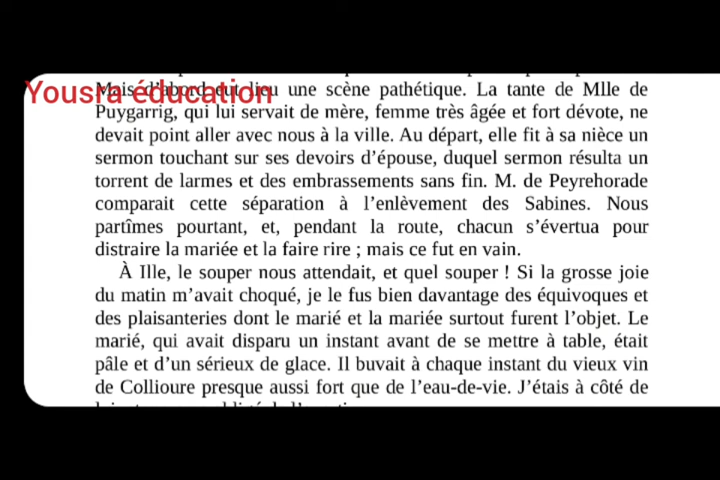 Yousra éducation
Mais d'abord eut lieu une scène pathétique. La tante de Mlle de
Puygarrig, qui lui servait de mère, femme très âgée et fort dévote, ne
devait point aller avec nous à la ville. Au départ, elle fit à sa nièce un
sermon touchant sur ses devoirs d'épouse, duquel sermon résulta un
torrent de larmes et des embrassements sans fin. M. de Peyrehorade
comparait cette séparation à l'enlèvement des Sabines. Nous
partîmes pourtant, et, pendant la route, chacun s'évertua pour
distraire la mariée et la faire rire ; mais ce fut en vain.
À Ille, le souper nous attendait, et quel souper ! Si la grosse joie
du matin m'avait choqué, je le fus bien davantage des équivoques et
des plaisanteries dont le marié et la mariée surtout furent l'objet. Le
marié, qui avait disparu un instant avant de se mettre à table, était
pâle et d'un sérieux de glace. Il buvait à chaque instant du vieux vin
de Collioure presque aussi fort que de l'eau-de-vie. J'étais à côté de